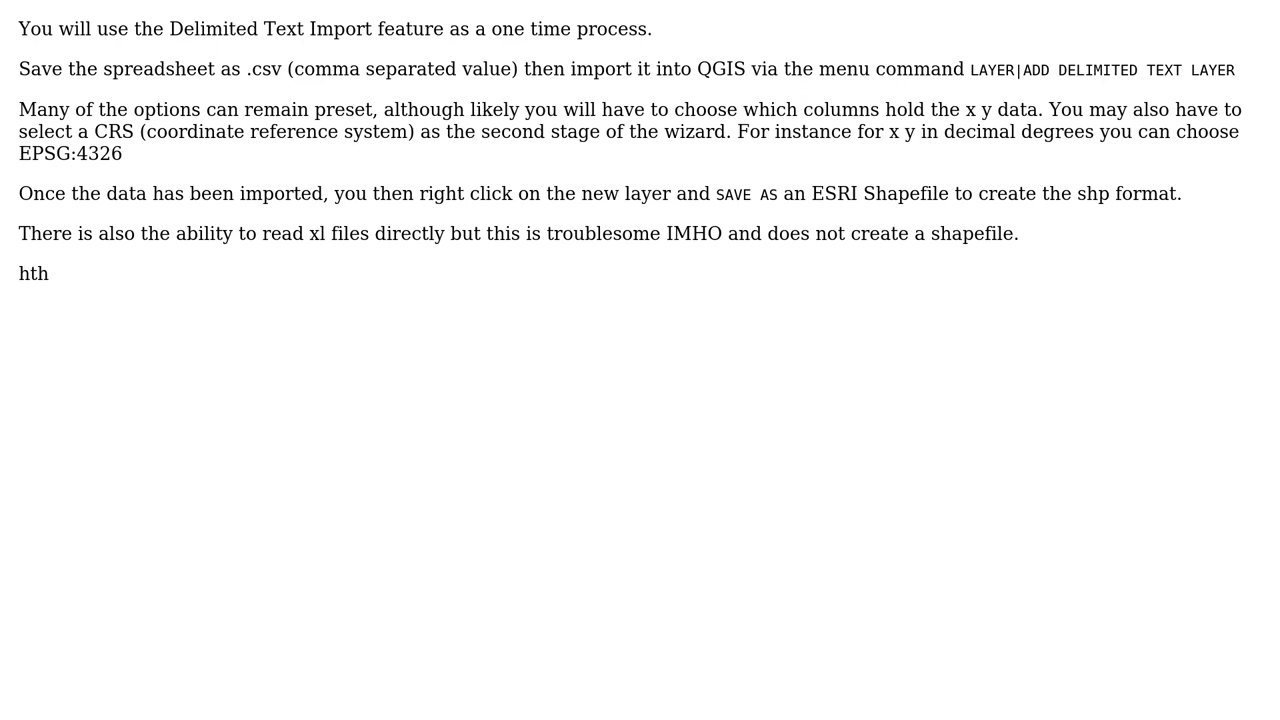 You will use the Delimited Text Import feature as a one time process.
Save the spreadsheet as .csv (comma separated value) then import it into QGIS via the menu command LAYER|ADD DELIMITED TEXT LAYER
Many of the options can remain preset, although likely you will have to choose which columns hold the x y data. You may also have to
select a CRS (coordinate reference system) as the second stage of the wizard. For instance for x y in decimal degrees you can choose
EPSG:4326
Once the data has been imported, you then right click on the new layer and SAVE AS an ESRI Shapefile to create the shp format.
There is also the ability to read xl files directly but this is troublesome IMHO and does not create a shapefile.
hth